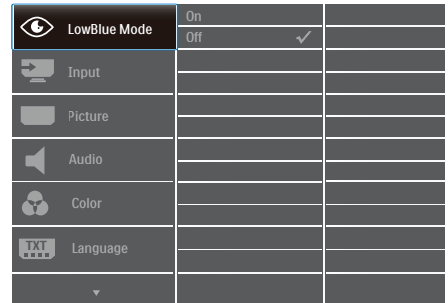 LowBlue Mode
On
Off
Input
Picture
Audio
Color
TXT
Language